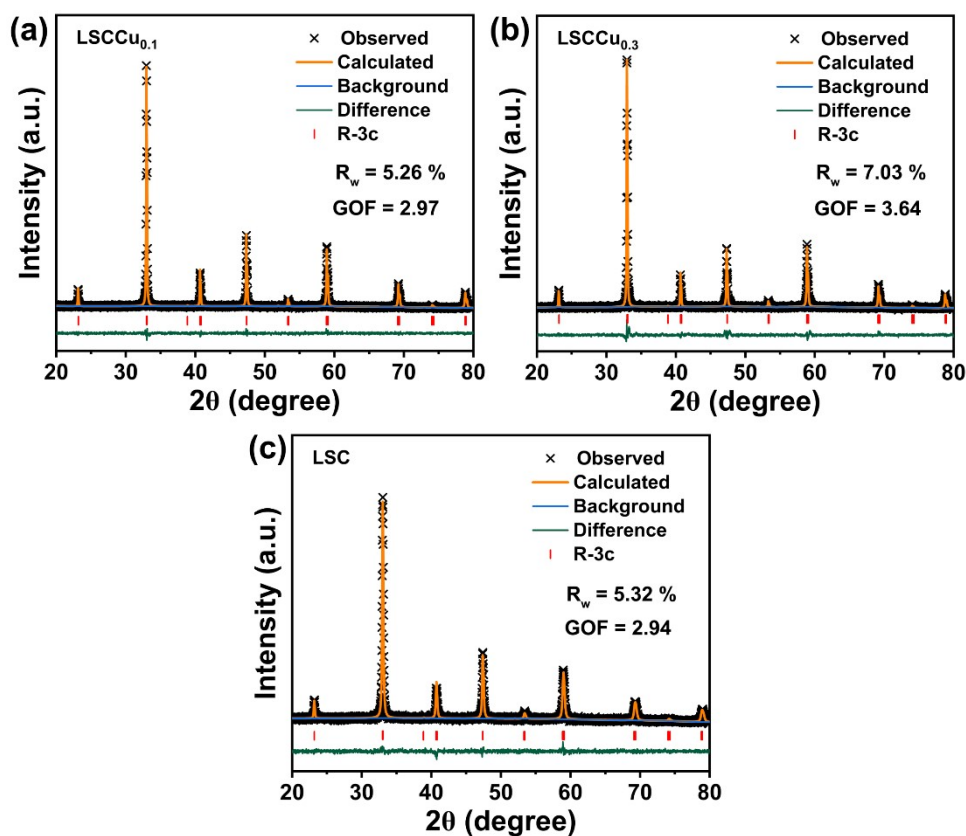 (a)
LSCCu0.1
Observed
Calculated
Background
Difference
R-3c
Rw = 5.26 %
GOF = 2.97
Intensity (a.u.)
20 30 40 50 60 70 80
2θ (degree)
(b)
LSCCu0.3
Observed
Calculated
Background
Difference
R-3c
Rw = 7.03 %
GOF = 3.64
Intensity (a.u.)
20 30 40 50 60 70 80
2θ (degree)
(c)
LSC
Observed
Calculated
Background
Difference
R-3c
Rw = 5.32 %
GOF = 2.94
Intensity (a.u.)
20 30 40 50 60 70 80
2θ (degree)